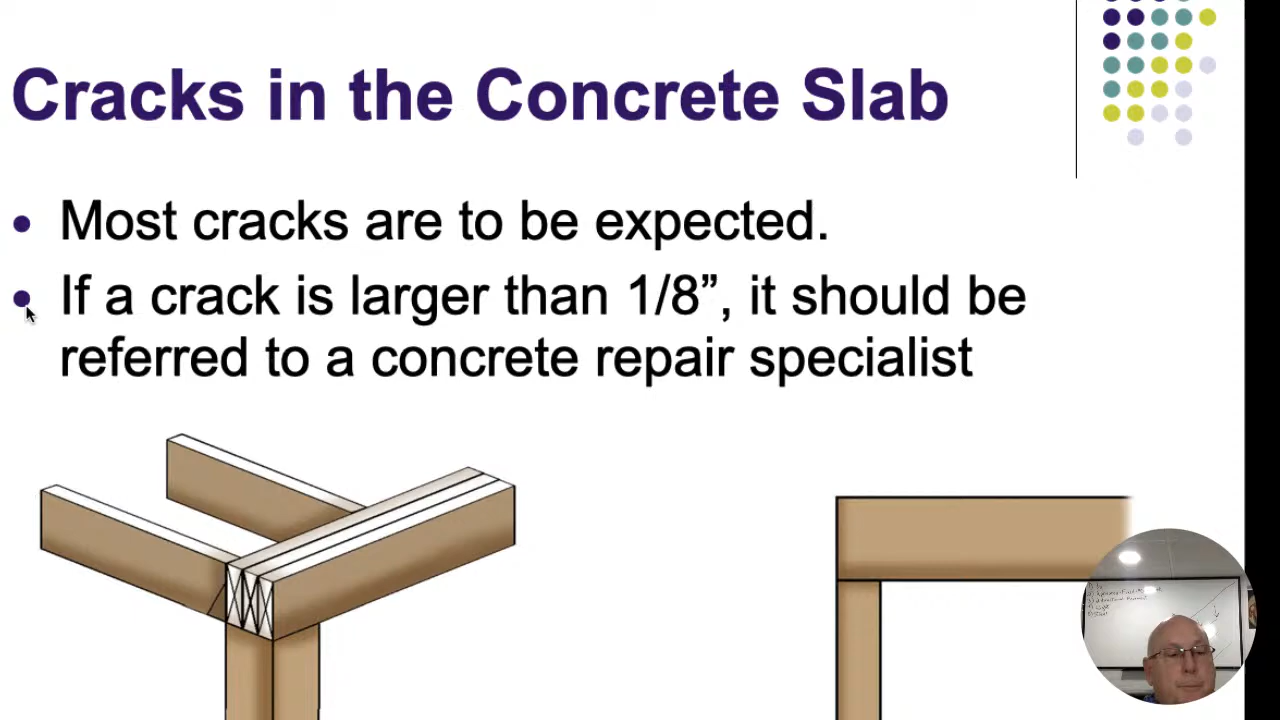 Cracks in the Concrete Slab
• Most cracks are to be expected.
• If a crack is larger than 1/8”, it should be
referred to a concrete repair specialist